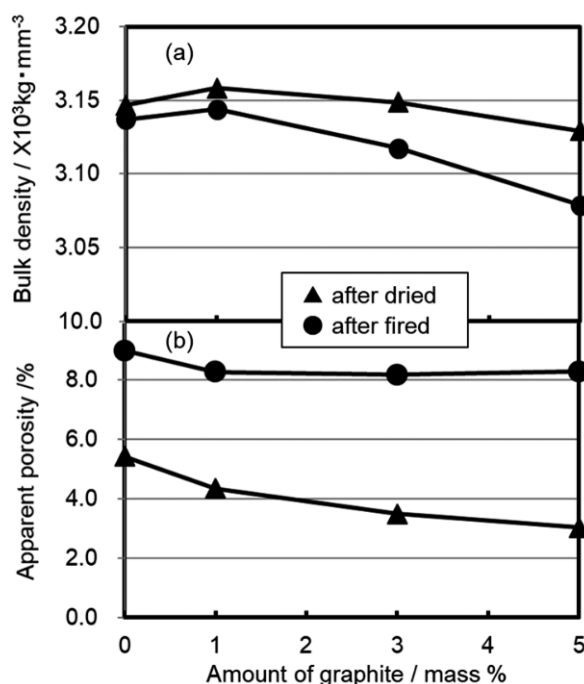 3.20
(a)
3.15
3.10
3.05
Bulk density / X10³kg・mm⁻³
▲ after dried
● after fired
10.0
(b)
8.0
6.0
4.0
2.0
0.0
Apparent porosity /%
0 1 2 3 4 5
Amount of graphite / mass %